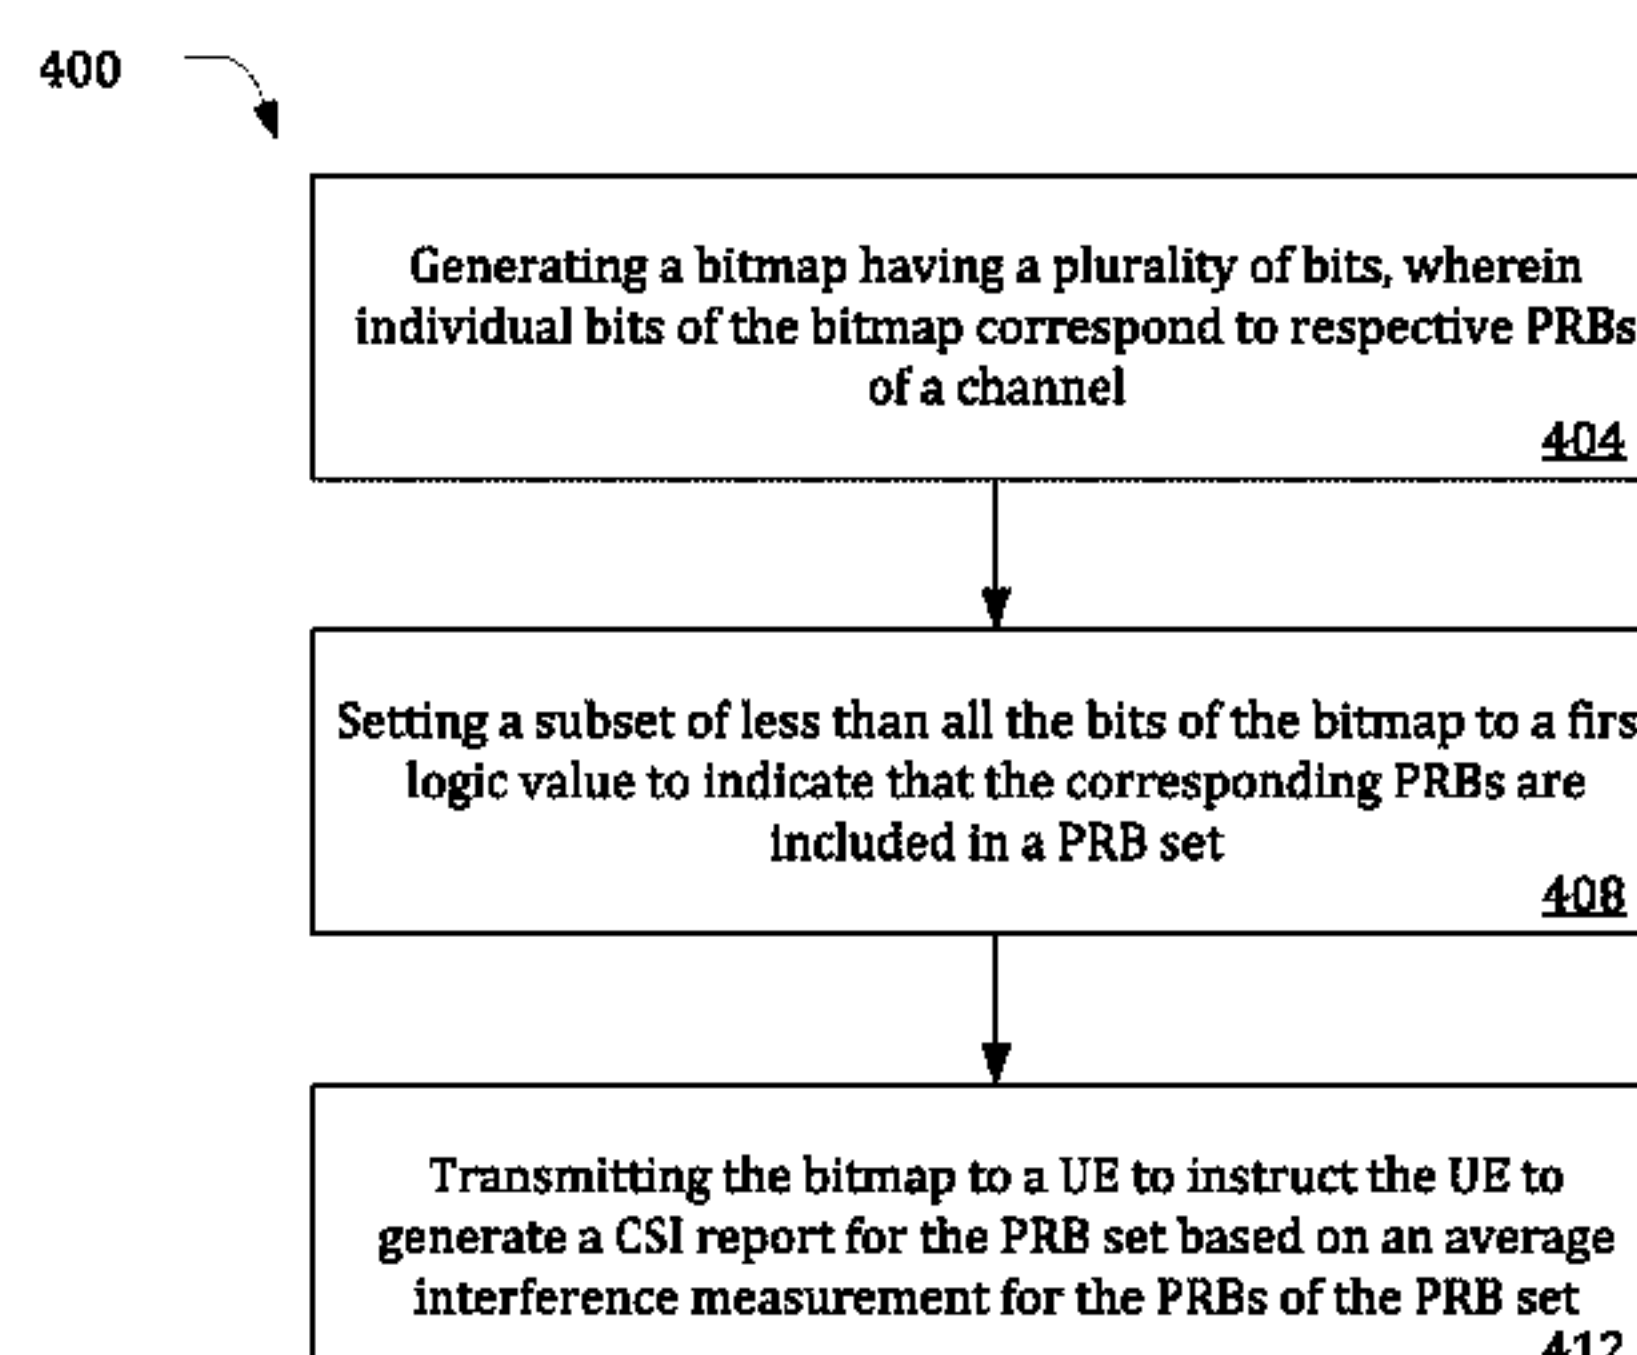 400
Generating a bitmap having a plurality of bits, wherein
individual bits of the bitmap correspond to respective PRBs
of a channel
404
Setting a subset of less than all the bits of the bitmap to a firs
logic value to indicate that the corresponding PRBs are
included in a PRB set
408
Transmitting the bitmap to a UE to instruct the UE to
generate a CSI report for the PRB set based on an average
interference measurement for the PRBs of the PRB set
412